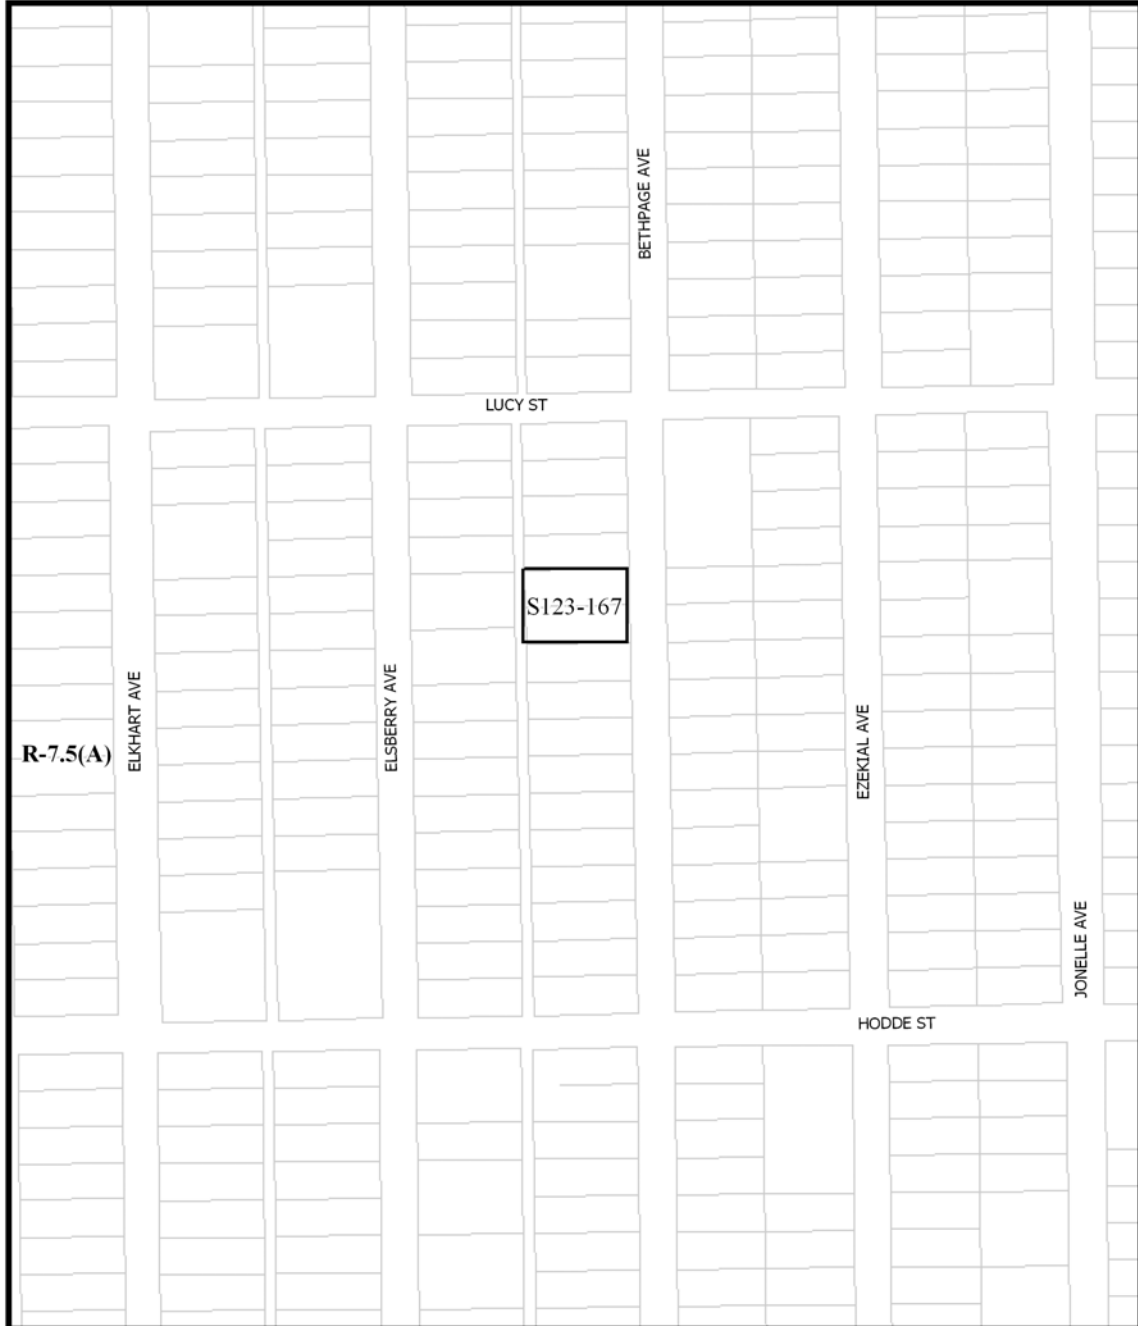 BETHPAGE AVE
LUCY ST
S123-167
ELKHART AVE
ELSBERRY AVE
EZEKIAL AVE
R-7.5(A)
JONELLE AVE
HODDE ST